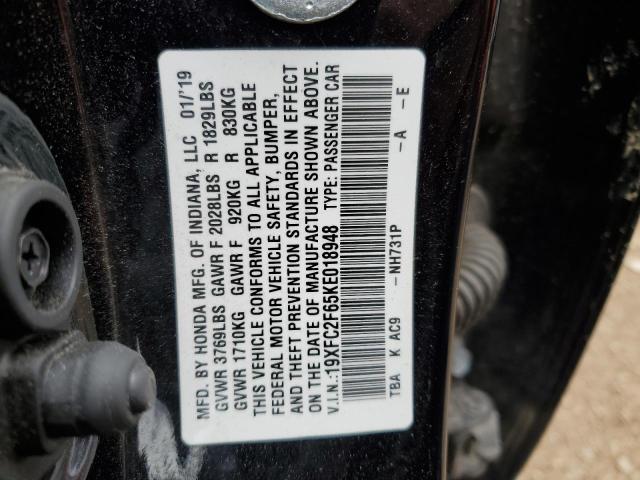 MFD. BY HONDA MFG. OF INDIANA, LLC 01/'19
GVWR 3769LBS GAWR F 2028LBS R 1829LBS
GVWR 1710KG GAWR F 920KG R 830KG
THIS VEHICLE CONFORMS TO ALL APPLICABLE
FEDERAL MOTOR VEHICLE SAFETY, BUMPER,
AND THEFT PREVENTION STANDARDS IN EFFECT
ON THE DATE OF MANUFACTURE SHOWN ABOVE.
V.I.N.:19XFC2F65KE018948 TYPE: PASSENGER CAR
TBA K AC9 -NH731P -A -E